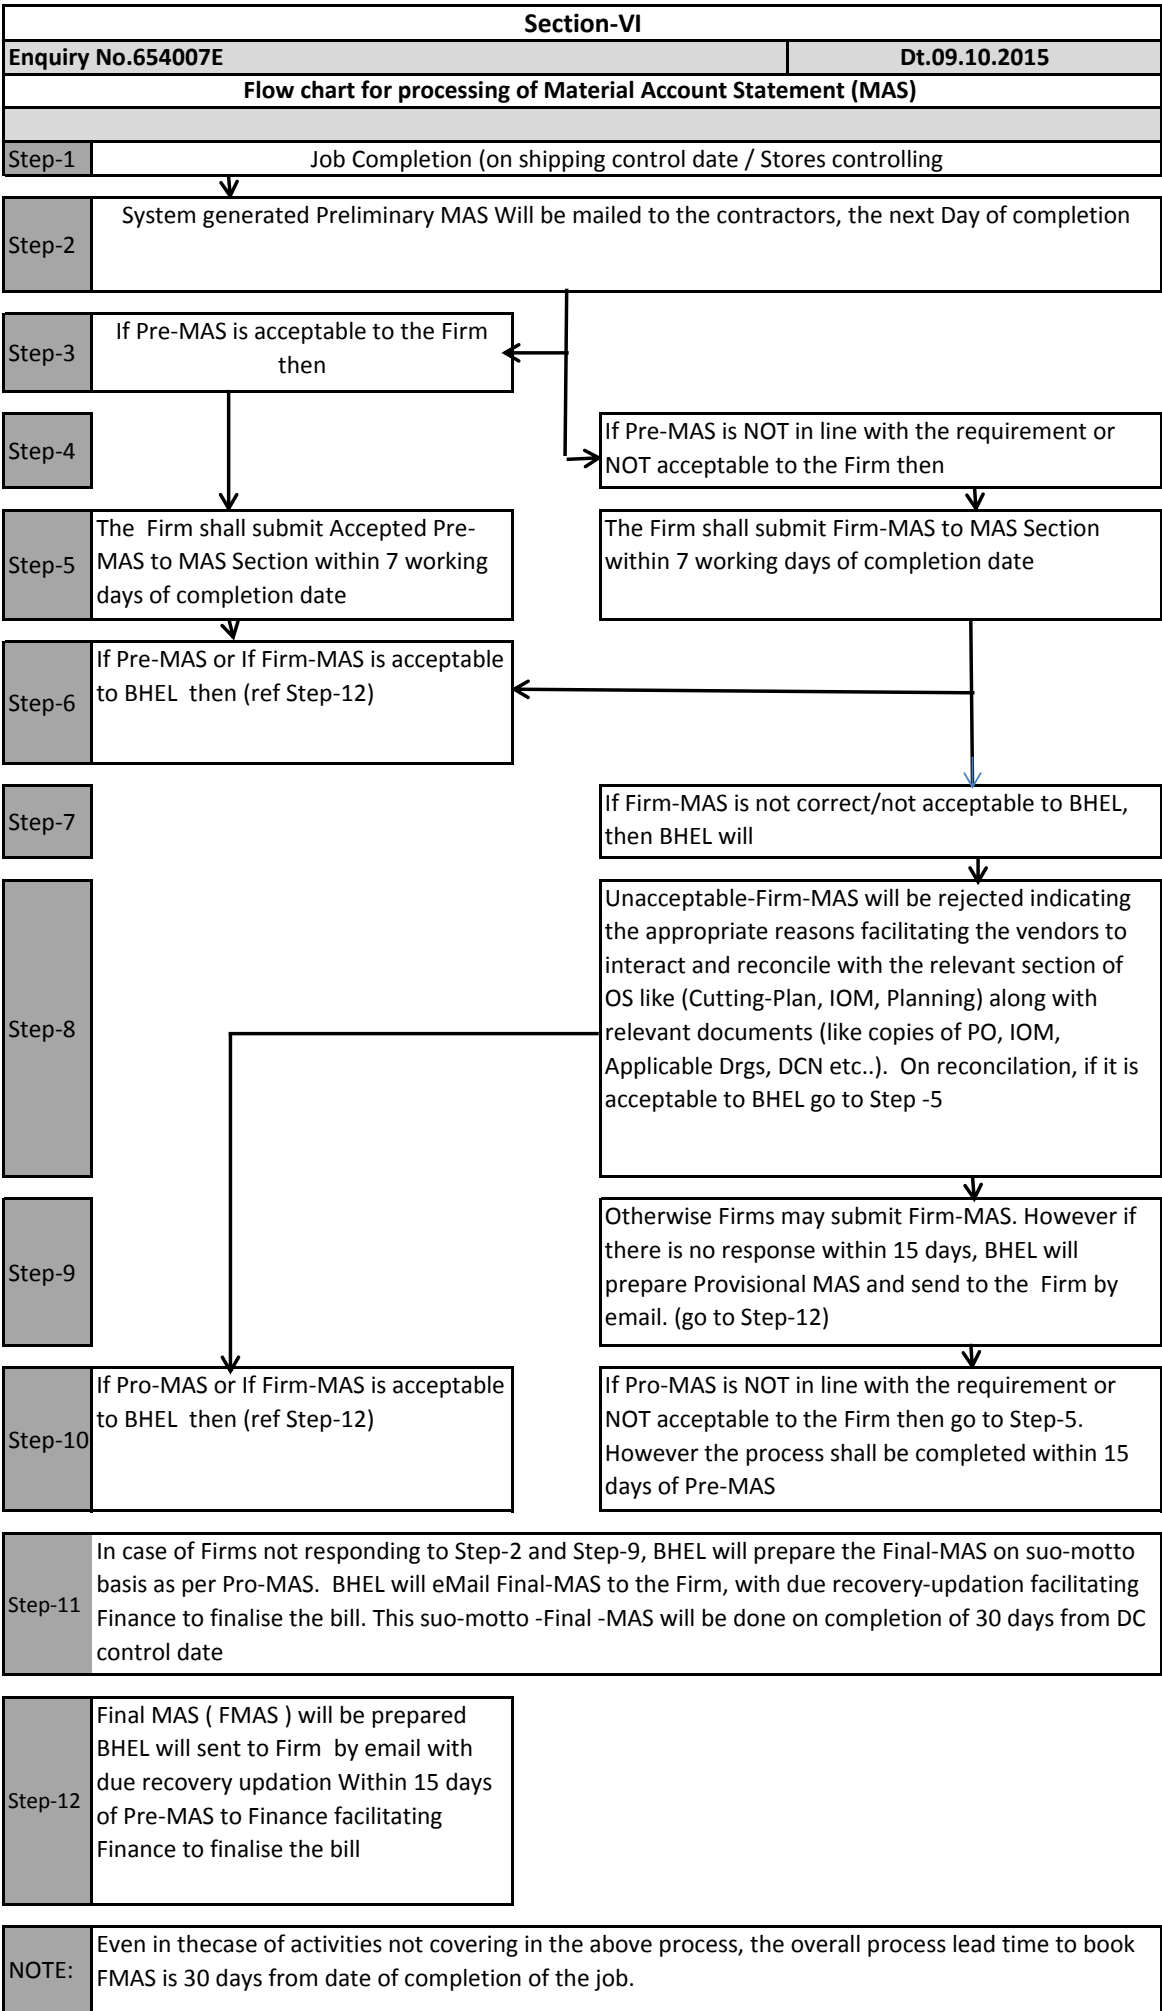 Section-VI
Enquiry No.654007E
Dt.09.10.2015
Flow chart for processing of Material Account Statement (MAS)
Step-1
Job Completion (on shipping control date / Stores controlling
Step-2
System generated Preliminary MAS Will be mailed to the contractors, the next Day of completion
Step-3
If Pre-MAS is acceptable to the Firm
then
Step-4
If Pre-MAS is NOT in line with the requirement or
NOT acceptable to the Firm then
Step-5
The  Firm shall submit Accepted Pre-
MAS to MAS Section within 7 working
days of completion date
The Firm shall submit Firm-MAS to MAS Section
within 7 working days of completion date
Step-6
If Pre-MAS or If Firm-MAS is acceptable
to BHEL  then (ref Step-12)
Step-7
If Firm-MAS is not correct/not acceptable to BHEL,
then BHEL will
Step-8
Unacceptable-Firm-MAS will be rejected indicating
the appropriate reasons facilitating the vendors to
interact and reconcile with the relevant section of
OS like (Cutting-Plan, IOM, Planning) along with
relevant documents (like copies of PO, IOM,
Applicable Drgs, DCN etc..).  On reconcilation, if it is
acceptable to BHEL go to Step -5
Step-9
Otherwise Firms may submit Firm-MAS. However if
there is no response within 15 days, BHEL will
prepare Provisional MAS and send to the  Firm by
email. (go to Step-12)
Step-10
If Pro-MAS or If Firm-MAS is acceptable
to BHEL  then (ref Step-12)
If Pro-MAS is NOT in line with the requirement or
NOT acceptable to the Firm then go to Step-5.
However the process shall be completed within 15
days of Pre-MAS
Step-11
In case of Firms not responding to Step-2 and Step-9, BHEL will prepare the Final-MAS on suo-motto
basis as per Pro-MAS.  BHEL will eMail Final-MAS to the Firm, with due recovery-updation facilitating
Finance to finalise the bill. This suo-motto -Final -MAS will be done on completion of 30 days from DC
control date
Step-12
Final MAS ( FMAS ) will be prepared
BHEL will sent to Firm  by email with
due recovery updation Within 15 days
of Pre-MAS to Finance facilitating
Finance to finalise the bill
NOTE:
Even in thecase of activities not covering in the above process, the overall process lead time to book
FMAS is 30 days from date of completion of the job.